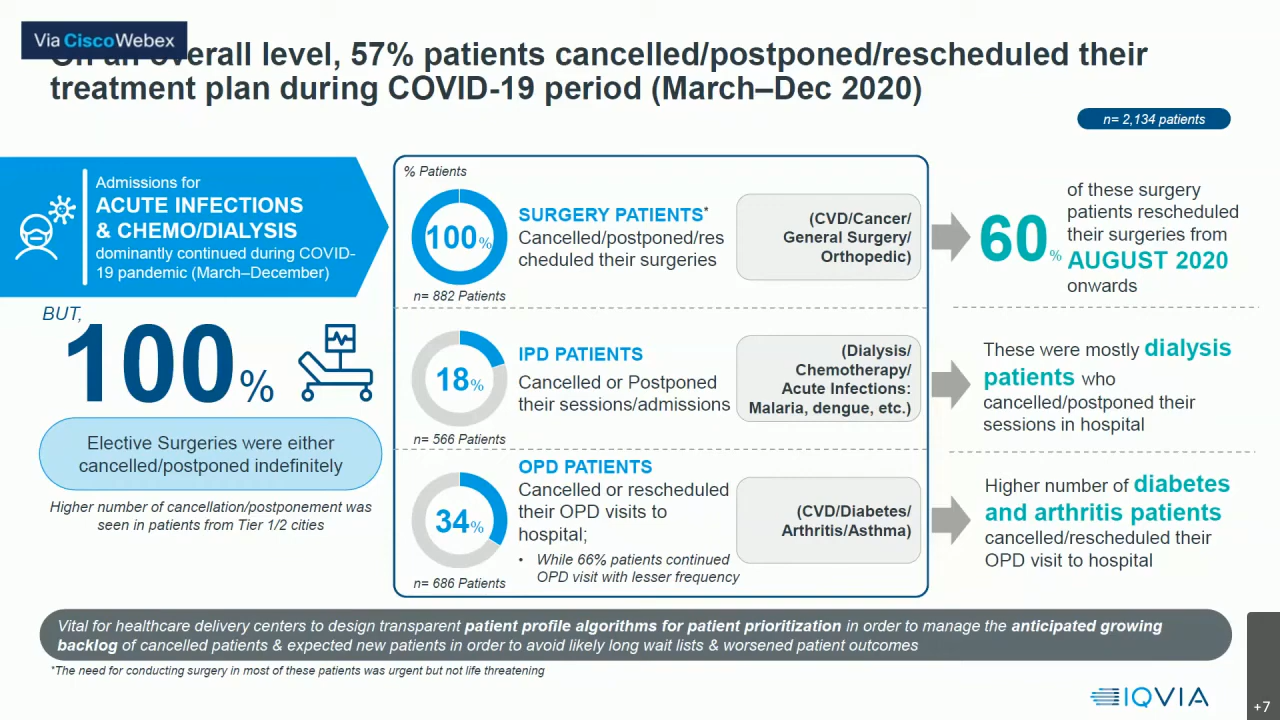 Via CiscoWebex
overall level, 57% patients cancelled/postponed/rescheduled their
treatment plan during COVID-19 period (March–Dec 2020)
n= 2,134 patients
Admissions for
ACUTE INFECTIONS
& CHEMO/DIALYSIS
dominantly continued during COVID-
19 pandemic (March–December)
BUT,
100%
Elective Surgeries were either
cancelled/postponed indefinitely
Higher number of cancellation/postponement was
seen in patients from Tier 1/2 cities
% Patients
100%
n= 882 Patients
SURGERY PATIENTS*
Cancelled/postponed/res
cheduled their surgeries
(CVD/Cancer/
General Surgery/
Orthopedic)
60%
of these surgery
patients rescheduled
their surgeries from
AUGUST 2020
onwards
18%
n= 566 Patients
IPD PATIENTS
Cancelled or Postponed
their sessions/admissions
(Dialysis/
Chemotherapy/
Acute Infections:
Malaria, dengue, etc.)
These were mostly dialysis
patients who
cancelled/postponed their
sessions in hospital
34%
n= 686 Patients
OPD PATIENTS
Cancelled or rescheduled
their OPD visits to
hospital;
• While 66% patients continued
OPD visit with lesser frequency
(CVD/Diabetes/
Arthritis/Asthma)
Higher number of diabetes
and arthritis patients
cancelled/rescheduled their
OPD visit to hospital
Vital for healthcare delivery centers to design transparent patient profile algorithms for patient prioritization in order to manage the anticipated growing
backlog of cancelled patients & expected new patients in order to avoid likely long wait lists & worsened patient outcomes
*The need for conducting surgery in most of these patients was urgent but not life threatening
IQVIA
+7